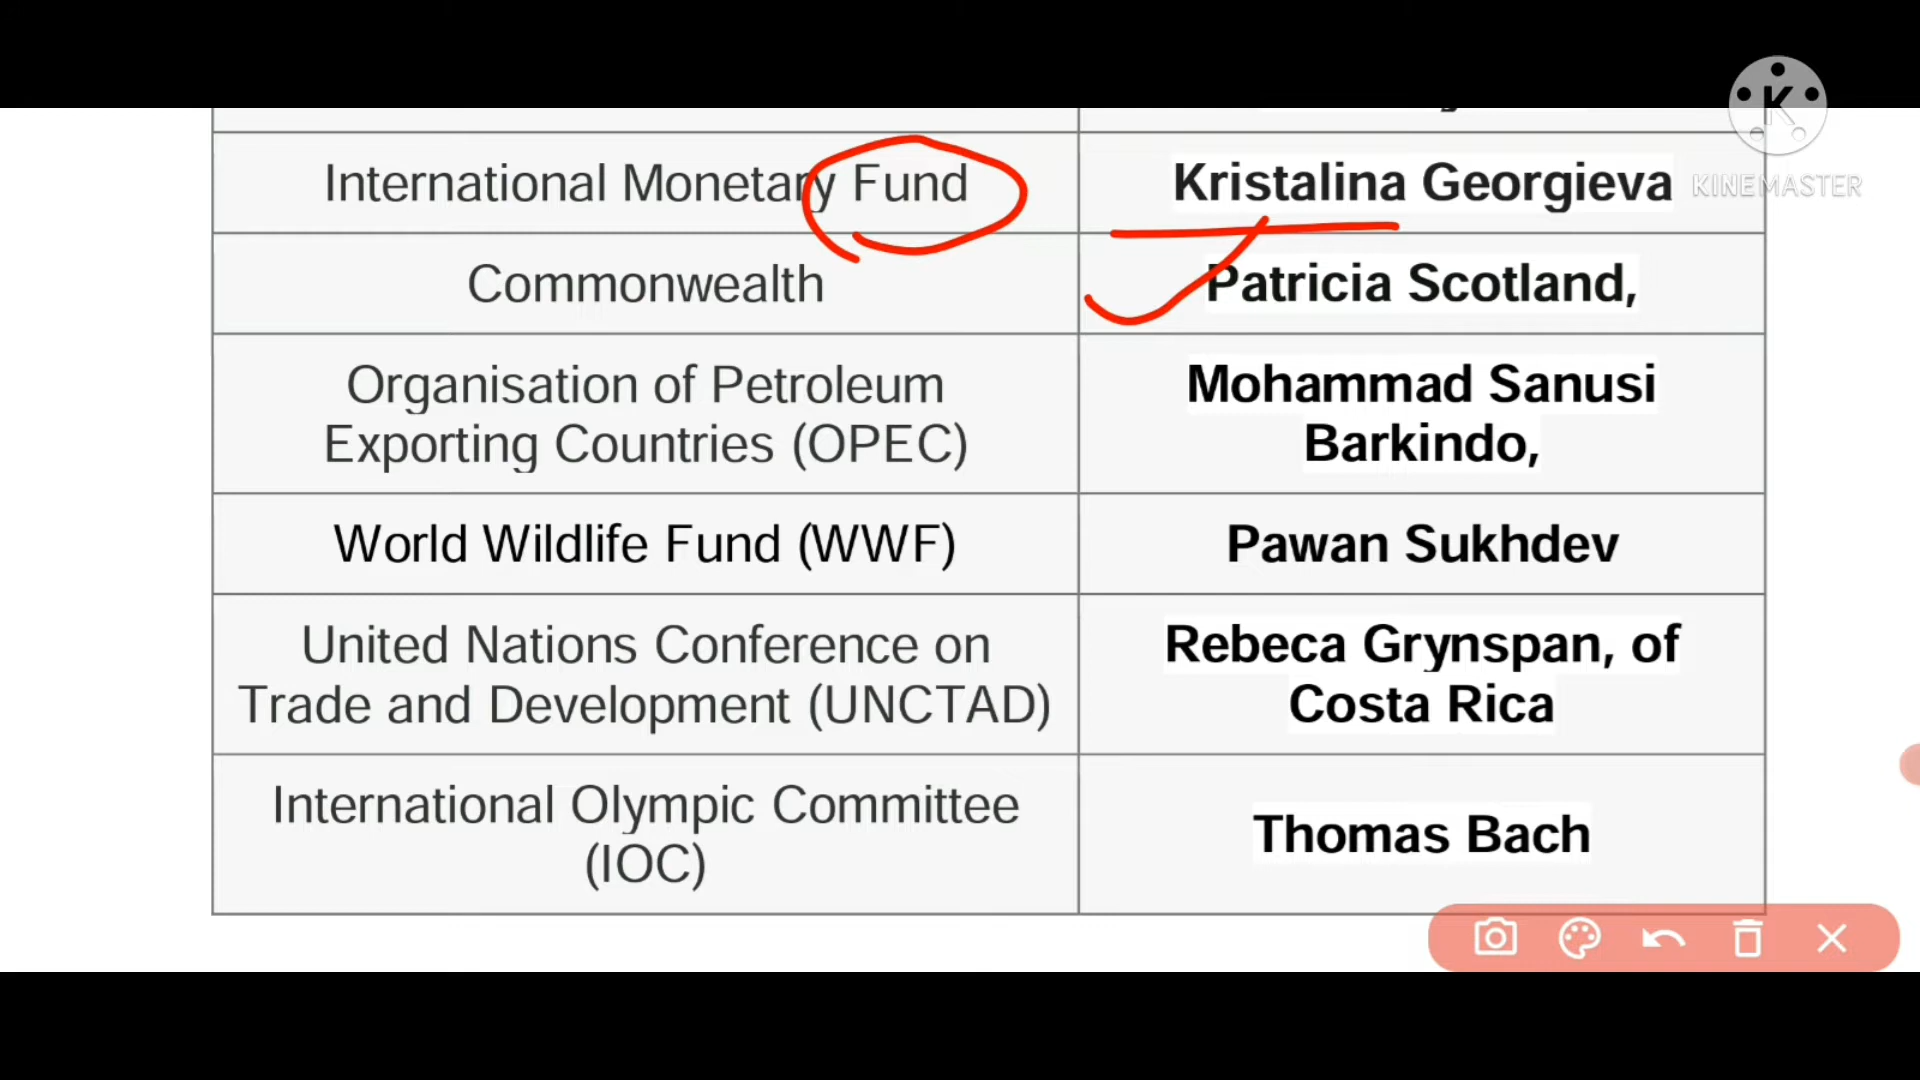 International Monetary Fund
Kristalina Georgieva
KINEMASTER
Commonwealth
Patricia Scotland,
Organisation of Petroleum
Exporting Countries (OPEC)
Mohammad Sanusi
Barkindo,
World Wildlife Fund (WWF)
Pawan Sukhdev
United Nations Conference on
Trade and Development (UNCTAD)
Rebeca Grynspan, of
Costa Rica
International Olympic Committee
(IOC)
Thomas Bach